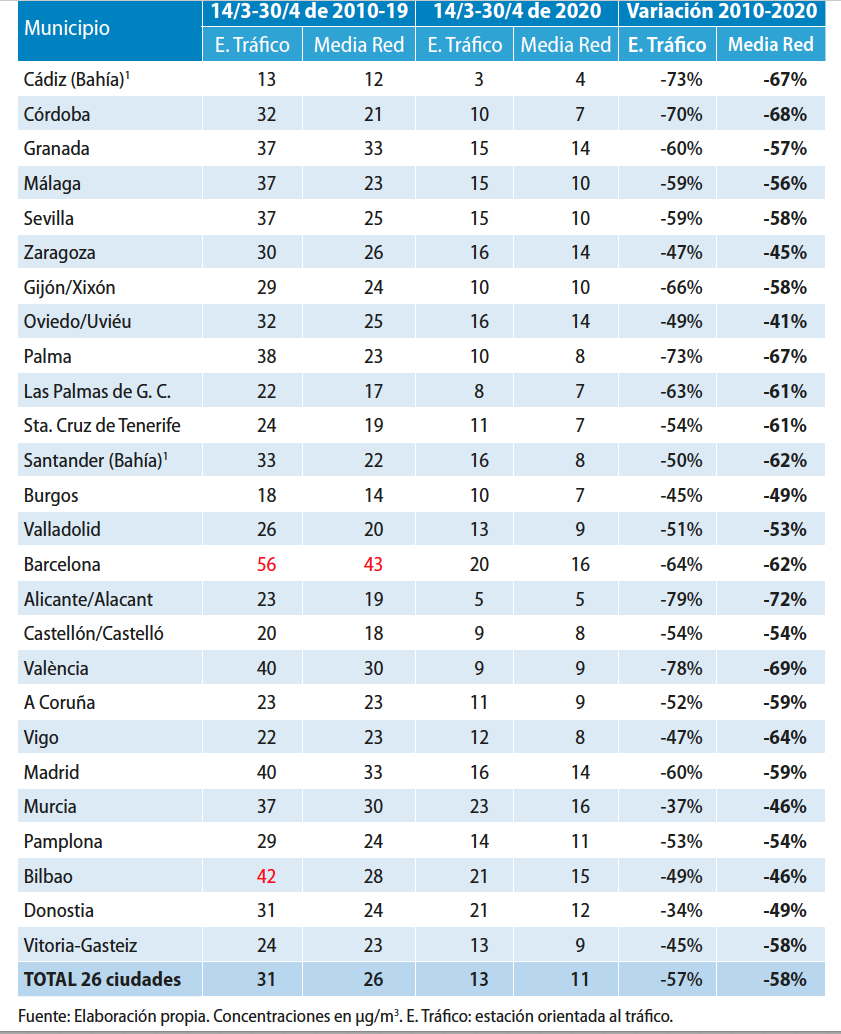 Municipio 14/3-30/4 de 2010-19 14/3-30/4 de 2020 Variación 2010-2020
E. Tráfico Media Red E. Tráfico Media Red E. Tráfico Media Red
Cádiz (Bahía)¹ 13 12 3 4 -73% -67%
Córdoba 32 21 10 7 -70% -68%
Granada 37 33 15 14 -60% -57%
Málaga 37 23 15 10 -59% -56%
Sevilla 37 25 15 10 -59% -58%
Zaragoza 30 26 16 14 -47% -45%
Gijón/Xixón 29 24 10 10 -66% -58%
Oviedo/Uviéu 32 25 16 14 -49% -41%
Palma 38 23 10 8 -73% -67%
Las Palmas de G. C. 22 17 8 7 -63% -61%
Sta. Cruz de Tenerife 24 19 11 7 -54% -61%
Santander (Bahía)¹ 33 22 16 8 -50% -62%
Burgos 18 14 10 7 -45% -49%
Valladolid 26 20 13 9 -51% -53%
Barcelona 56 43 20 16 -64% -62%
Alicante/Alacant 23 19 5 5 -79% -72%
Castellón/Castelló 20 18 9 8 -54% -54%
València 40 30 9 9 -78% -69%
A Coruña 23 23 11 9 -52% -59%
Vigo 22 23 12 8 -47% -64%
Madrid 40 33 16 14 -60% -59%
Murcia 37 30 23 16 -37% -46%
Pamplona 29 24 14 11 -53% -54%
Bilbao 42 28 21 15 -49% -46%
Donostia 31 24 21 12 -34% -49%
Vitoria-Gasteiz 24 23 13 9 -45% -58%
TOTAL 26 ciudades 31 26 13 11 -57% -58%
Fuente: Elaboración propia. Concentraciones en µg/m³. E. Tráfico: estación orientada al tráfico.